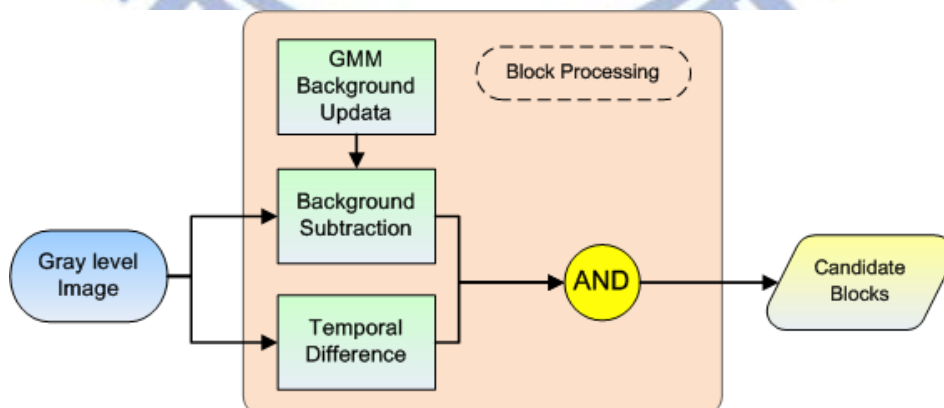 GMM
Background
Updata
Block Processing
Background
Subtraction
Gray level
Image
AND
Candidate
Blocks
Temporal
Difference